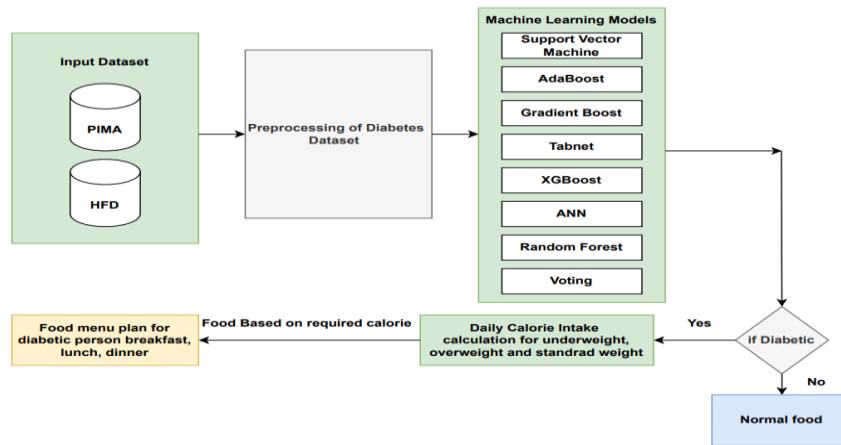 Input Dataset
PIMA
HFD
Preprocessing of Diabetes
Dataset
Machine Learning Models
Support Vector
Machine
AdaBoost
Gradient Boost
Tabnet
XGBoost
ANN
Random Forest
Voting
if Diabetic
Yes
No
Normal food
Daily Calorie Intake
calculation for underweight,
overweight and standrad weight
Food Based on required calorie
Food menu plan for
diabetic person breakfast,
lunch, dinner